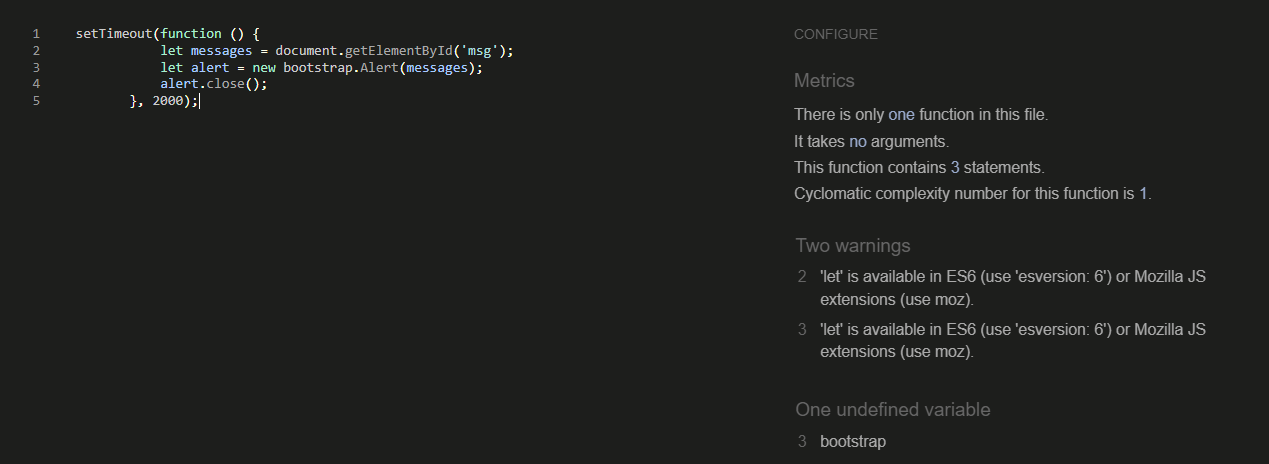 1 setTimeout(function () {
2 let messages = document.getElementById('msg');
3 let alert = new bootstrap.Alert(messages);
4 alert.close();
5 }, 2000);
CONFIGURE
Metrics
There is only one function in this file.
It takes no arguments.
This function contains 3 statements.
Cyclomatic complexity number for this function is 1.
Two warnings
2 'let' is available in ES6 (use 'esversion: 6') or Mozilla JS
extensions (use moz).
3 'let' is available in ES6 (use 'esversion: 6') or Mozilla JS
extensions (use moz).
One undefined variable
3 bootstrap